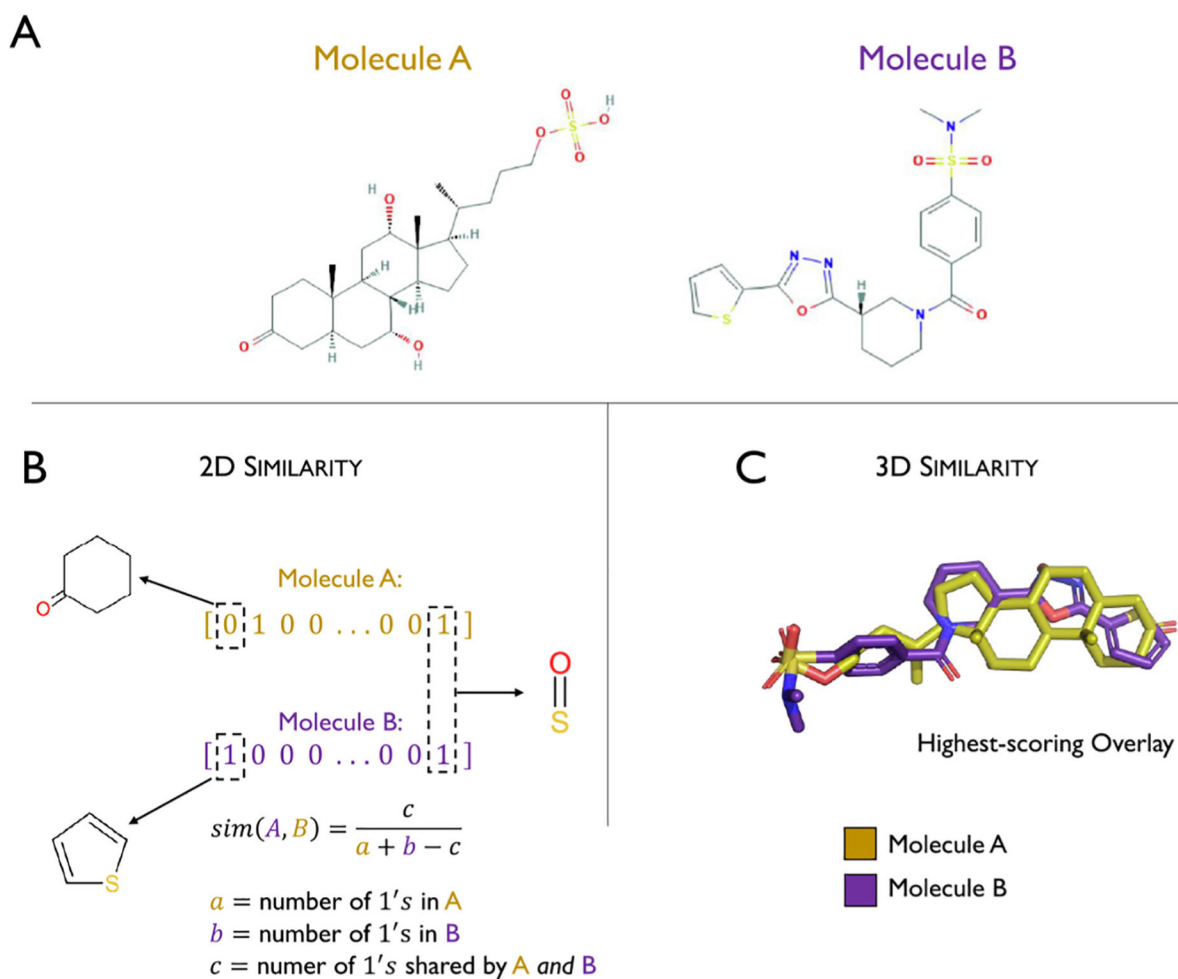 A
Molecule A
Molecule B
O
O
S
H
O
O
O
H
O
H
H
H
H
H
O
O
H
N
O
S
O
N
N
O
S
H
N
O
B
2D SIMILARITY
O
Molecule A:
[ 0 1 0 0 ... 0 0 1 ]
O
S
Molecule B:
[ 1 0 0 0 ... 0 0 1 ]
S
sim(A, B) = c / a + b − c
a = number of 1's in A
b = number of 1's in B
c = numer of 1's shared by A and B
C
3D SIMILARITY
Highest-scoring Overlay
Molecule A
Molecule B